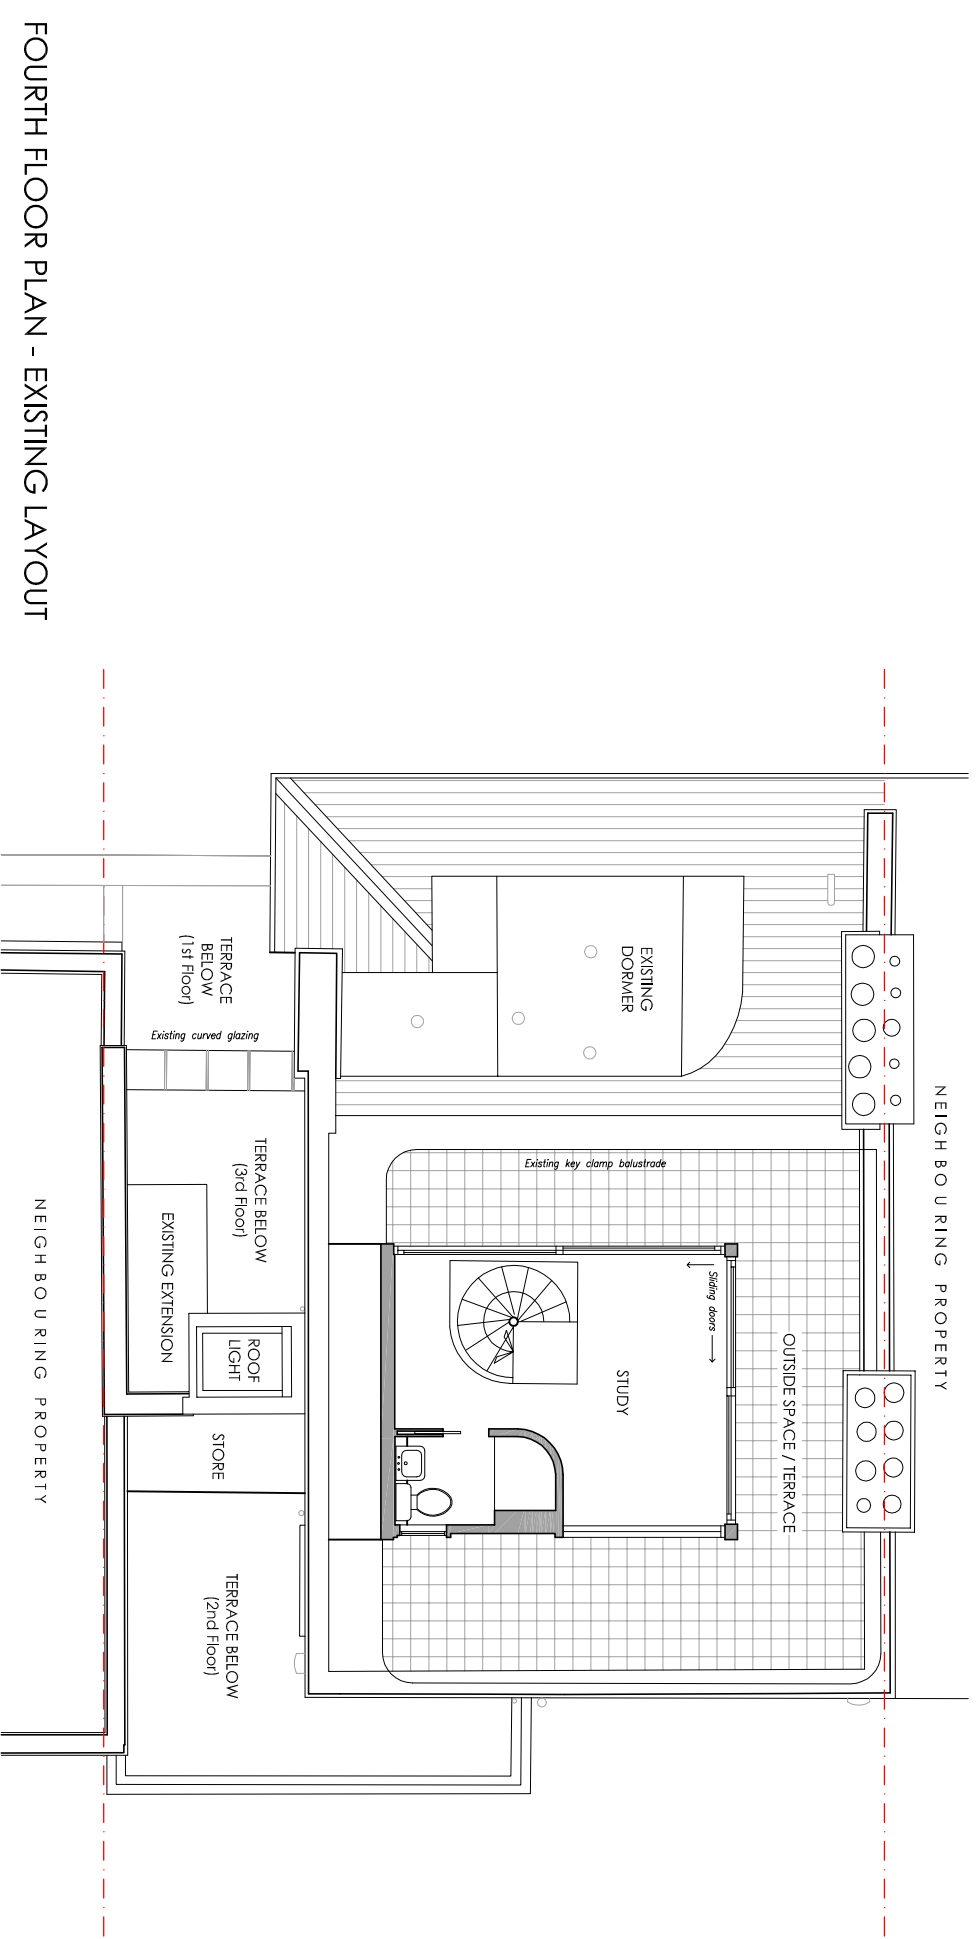 FOURTH FLOOR PLAN - EXISTING LAYOUT
NEIGHBOURING PROPERTY
EXISTING
DORMER
Existing key clamp balustrade
OUTSIDE SPACE / TERRACE
Sliding doors
STUDY
TERRACE
BELOW
(1st Floor)
Existing curved glazing
TERRACE BELOW
(3rd Floor)
EXISTING EXTENSION
ROOF
LIGHT
STORE
TERRACE BELOW
(2nd Floor)
NEIGHBOURING PROPERTY